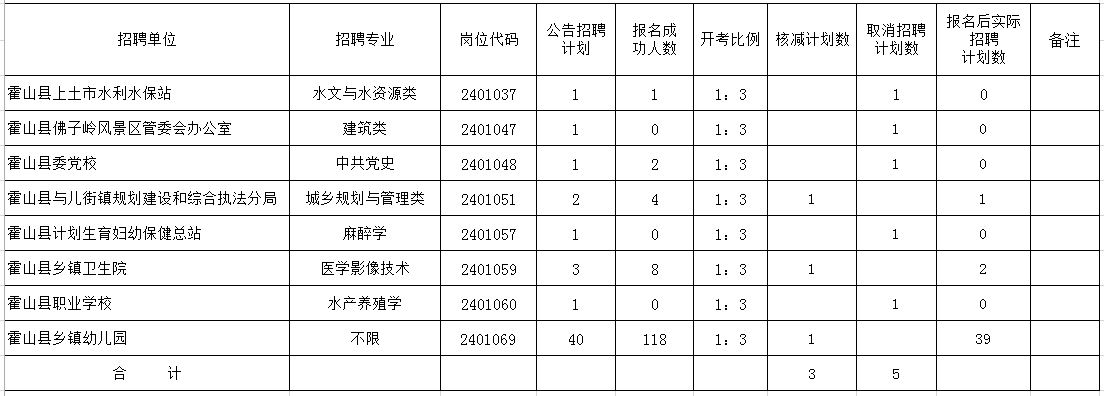 招聘单位 招聘专业 岗位代码 公告招聘计划 报名成功人数 开考比例 核减计划数 取消招聘计划数 报名后实际招聘计划数 备注
霍山县上土市水利水保站 水文与水资源类 2401037 1 1 1：3 1 0
霍山县佛子岭风景区管委会办公室 建筑类 2401047 1 0 1：3 1 0
霍山县委党校 中共党史 2401048 1 2 1：3 1 0
霍山县与儿街镇规划建设和综合执法分局 城乡规划与管理类 2401051 2 4 1：3 1 1
霍山县计划生育妇幼保健总站 麻醉学 2401057 1 0 1：3 1 0
霍山县乡镇卫生院 医学影像技术 2401059 3 8 1：3 1 2
霍山县职业学校 水产养殖学 2401060 1 0 1：3 1 0
霍山县乡镇幼儿园 不限 2401069 40 118 1：3 1 39
合 计 3 5